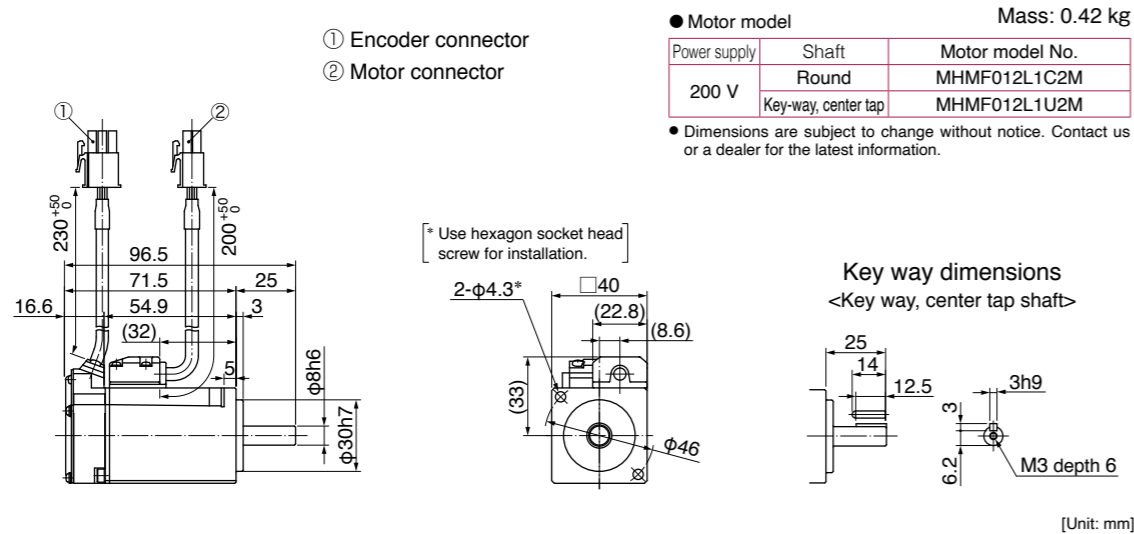 ① Encoder connector
② Motor connector
● Motor model
Mass: 0.42 kg
Power supply Shaft Motor model No.
200 V
Round MHMF012L1C2M
Key-way, center tap MHMF012L1U2M
● Dimensions are subject to change without notice. Contact us
or a dealer for the latest information.
① ②
230 +50 0
200 +50 0
96.5
71.5 25
16.6 54.9 3
(32)
5
φ8h6
φ30h7
* Use hexagon socket head
screw for installation.
2-φ4.3*
□40
(22.8)
(8.6)
(33)
φ46
Key way dimensions
<Key way, center tap shaft>
25
14
12.5
3h9
3
6.2
M3 depth 6
[Unit: mm]